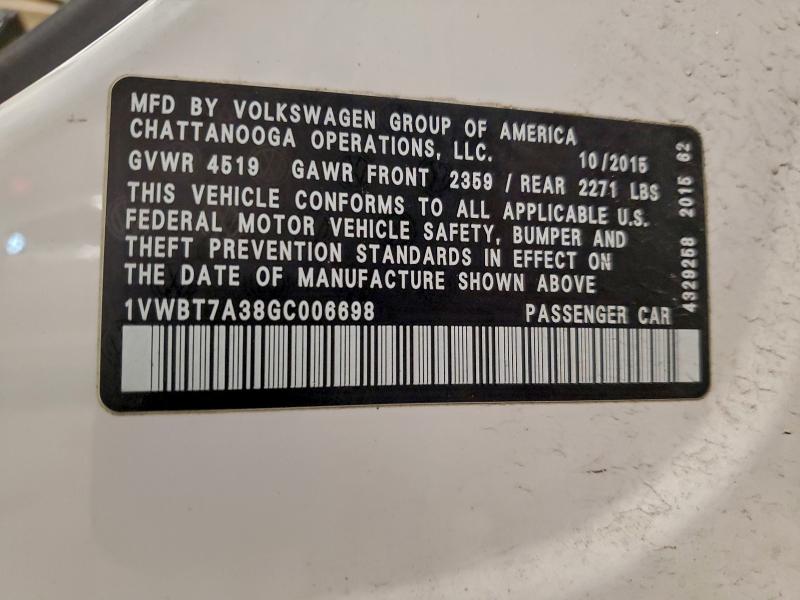 MFD BY VOLKSWAGEN GROUP OF AMERICA
CHATTANOOGA OPERATIONS, LLC. 10/2015
GVWR 4519 GAWR FRONT 2359 / REAR 2271 LBS
THIS VEHICLE CONFORMS TO ALL APPLICABLE U.S.
FEDERAL MOTOR VEHICLE SAFETY, BUMPER AND
THEFT PREVENTION STANDARDS IN EFFECT ON
THE DATE OF MANUFACTURE SHOWN ABOVE
1VWBT7A38GC006698 PASSENGER CAR
4329258 2015 62